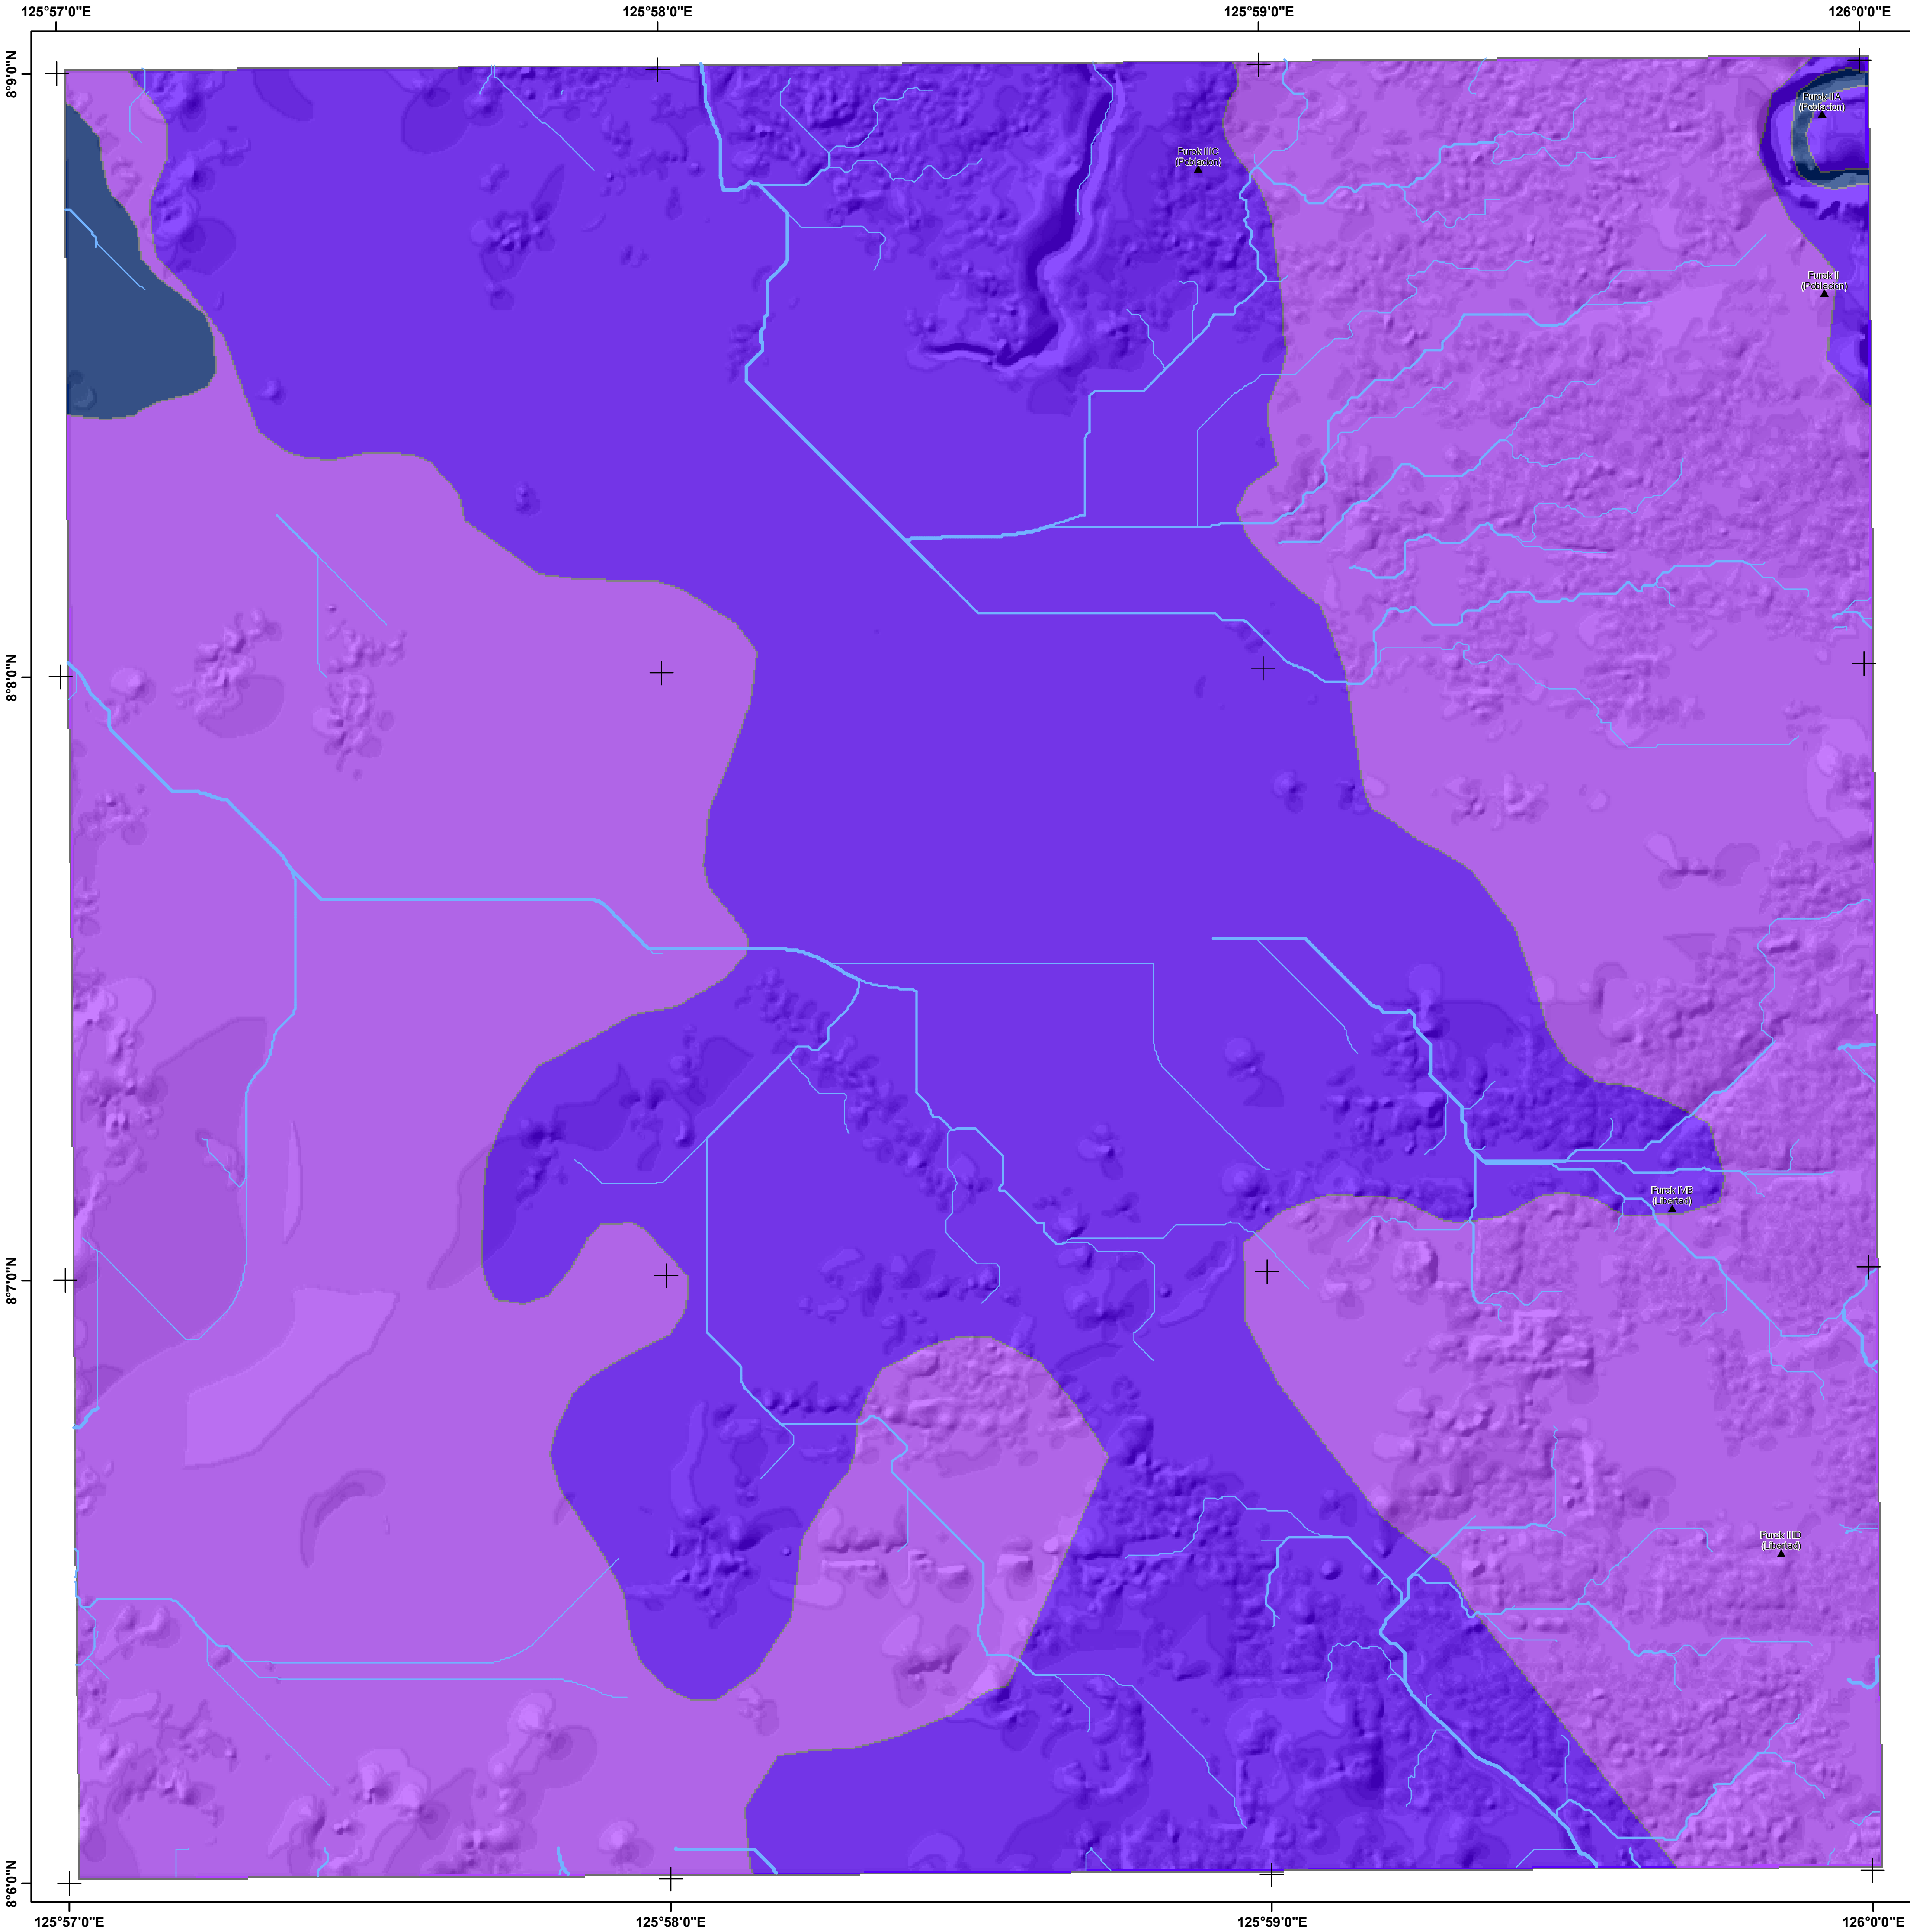 125°57'0"E
125°58'0"E
125°59'0"E
126°0'0"E
8°9'0"N
Purok IIA
(Poblacion)
Purok IIIC
(Poblacion)
Purok II
(Poblacion)
8°8'0"N
Purok IVB
(Libertad)
8°7'0"N
Purok IIID
(Libertad)
8°6'0"N
125°57'0"E
125°58'0"E
125°59'0"E
126°0'0"E